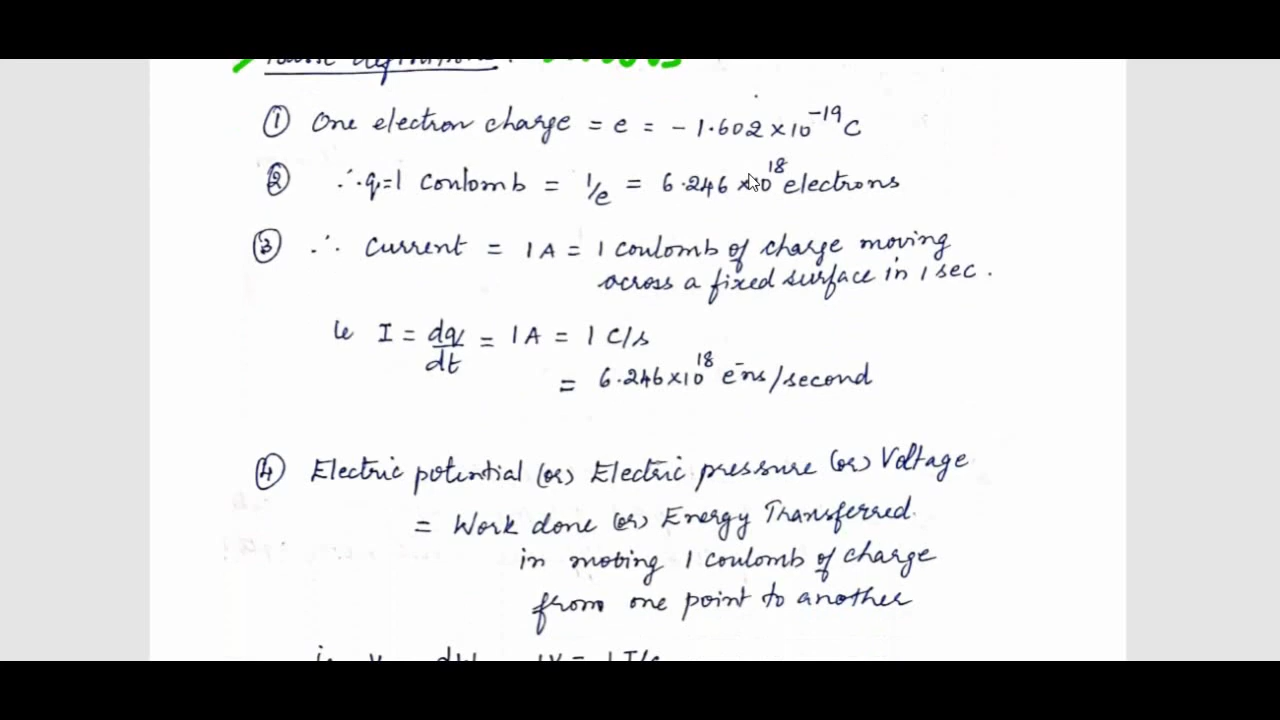 ① One electron charge = e = -1.602 × 10⁻¹⁹ C
② ∴ q=1 Coulomb = 1/e = 6.246 × 10¹⁸ electrons
③ ∴ Current = 1 A = 1 coulomb of charge moving
across a fixed surface in 1 sec.
ie I = dq/dt = 1 A = 1 C/s
= 6.246×10¹⁸ e⁻ns/second
④ Electric potential (or) Electric pressure (or) Voltage
= Work done (or) Energy Transferred.
in moving 1 coulomb of charge
from one point to another